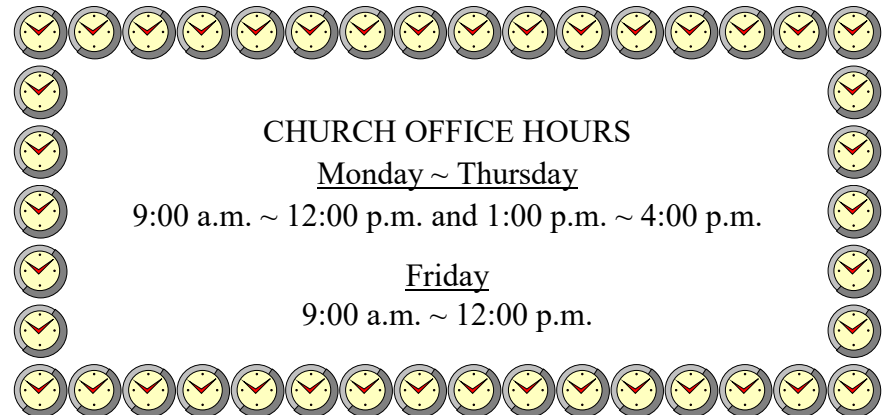 CHURCH OFFICE HOURS
Monday ~ Thursday
9:00 a.m. ~ 12:00 p.m. and 1:00 p.m. ~ 4:00 p.m.
Friday
9:00 a.m. ~ 12:00 p.m.